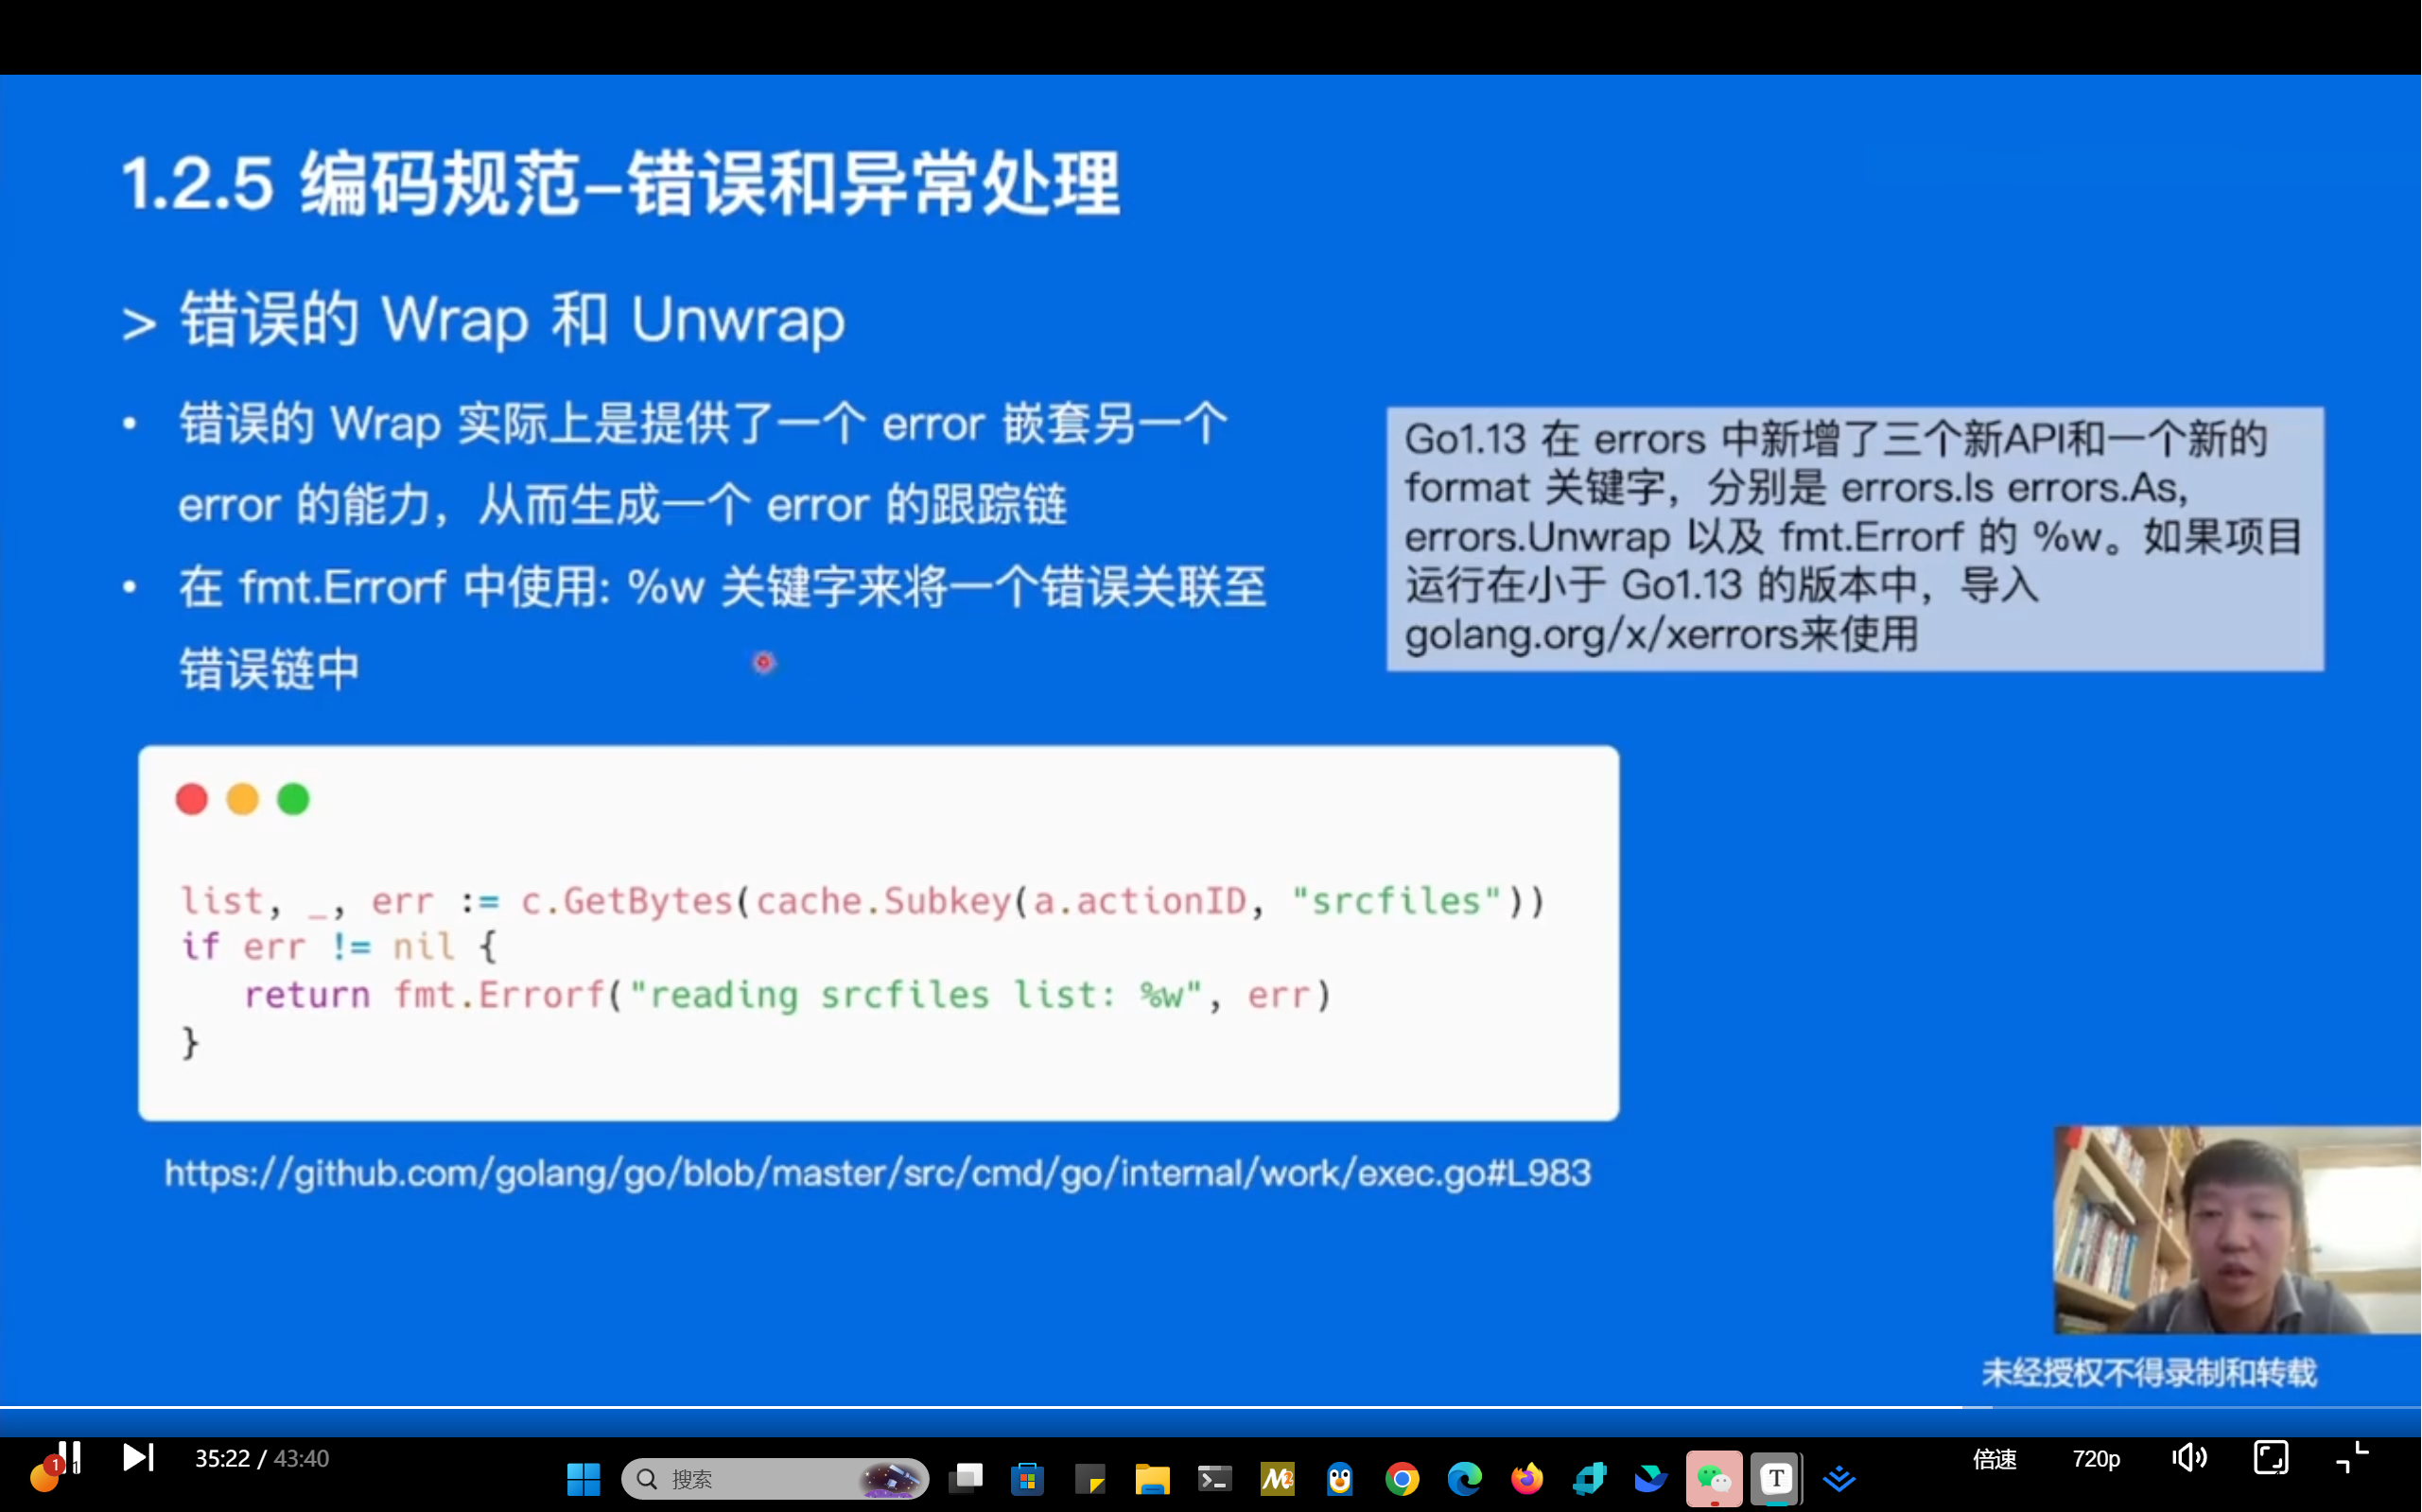 1.2.5 编码规范–错误和异常处理
> 错误的 Wrap 和 Unwrap
• 错误的 Wrap 实际上是提供了一个 error 嵌套另一个
error 的能力，从而生成一个 error 的跟踪链
• 在 fmt.Errorf 中使用: %w 关键字来将一个错误关联至
错误链中
Go1.13 在 errors 中新增了三个新API和一个新的
format 关键字，分别是 errors.Is errors.As,
errors.Unwrap 以及 fmt.Errorf 的 %w。如果项目
运行在小于 Go1.13 的版本中，导入
golang.org/x/xerrors来使用
list, _, err := c.GetBytes(cache.Subkey(a.actionID, "srcfiles"))
if err != nil {
return fmt.Errorf("reading srcfiles list: %w", err)
}
https://github.com/golang/go/blob/master/src/cmd/go/internal/work/exec.go#L983
未经授权不得录制和转载
1
35:22 / 43:40
搜索
T
倍速
720p